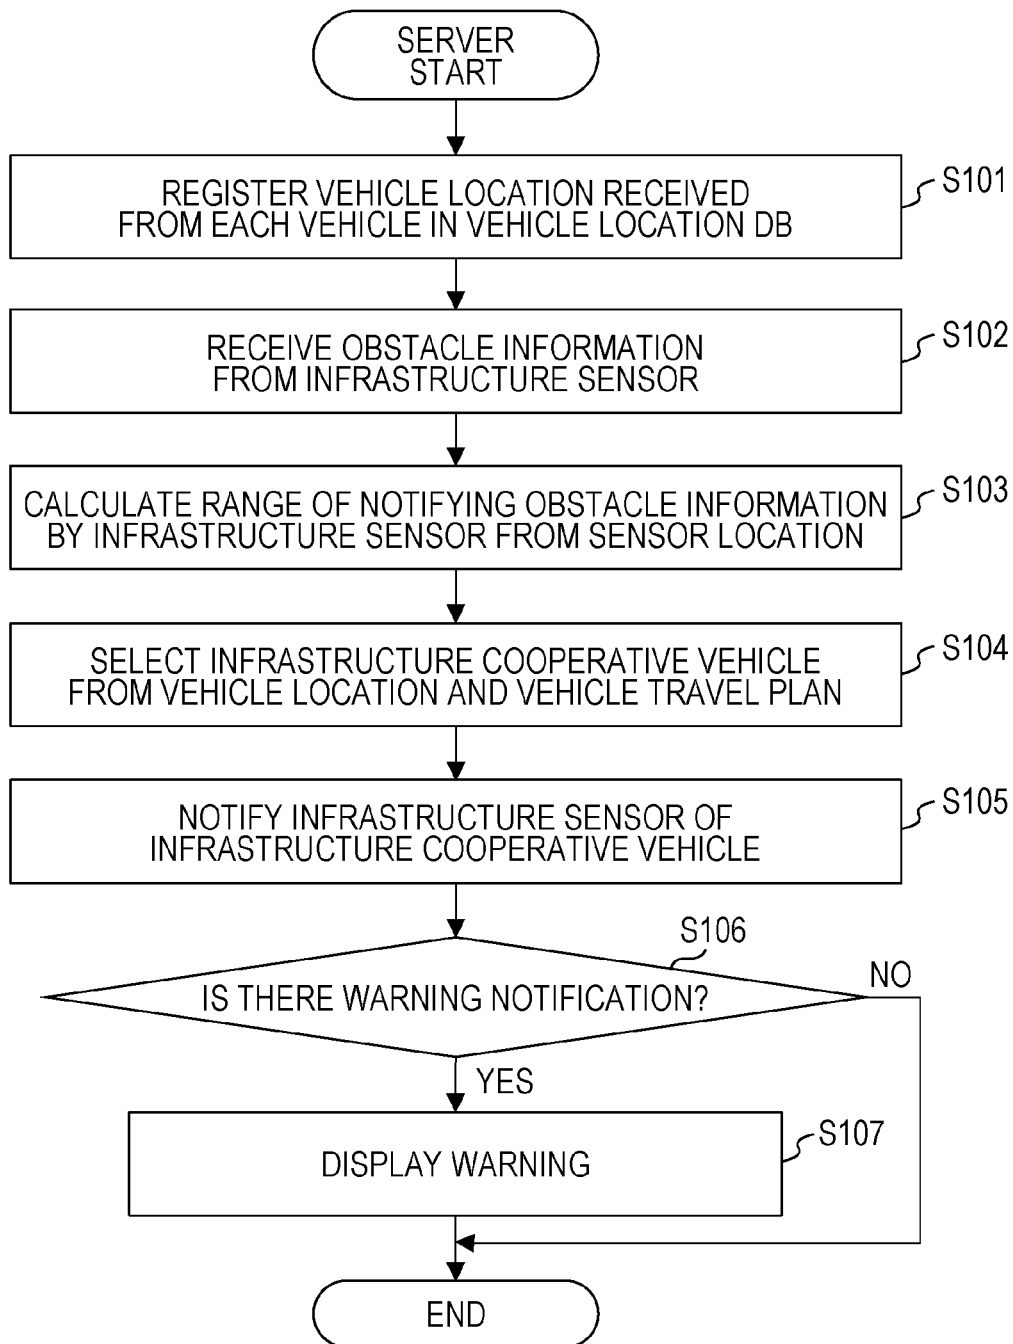 SERVER
START
REGISTER VEHICLE LOCATION RECEIVED
FROM EACH VEHICLE IN VEHICLE LOCATION DB
S101
RECEIVE OBSTACLE INFORMATION
FROM INFRASTRUCTURE SENSOR
S102
CALCULATE RANGE OF NOTIFYING OBSTACLE INFORMATION
BY INFRASTRUCTURE SENSOR FROM SENSOR LOCATION
S103
SELECT INFRASTRUCTURE COOPERATIVE VEHICLE
FROM VEHICLE LOCATION AND VEHICLE TRAVEL PLAN
S104
NOTIFY INFRASTRUCTURE SENSOR OF
INFRASTRUCTURE COOPERATIVE VEHICLE
S105
S106
IS THERE WARNING NOTIFICATION?
NO
YES
DISPLAY WARNING
S107
END